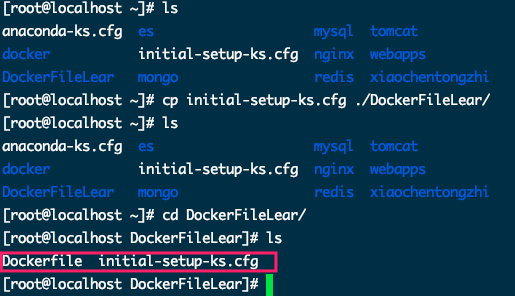 [root@localhost ~]# ls
anaconda-ks.cfg es mysql tomcat
docker initial-setup-ks.cfg nginx webapps
DockerFileLear mongo redis xiaochentongzhi
[root@localhost ~]# cp initial-setup-ks.cfg ./DockerFileLear/
[root@localhost ~]# ls
anaconda-ks.cfg es mysql tomcat
docker initial-setup-ks.cfg nginx webapps
DockerFileLear mongo redis xiaochentongzhi
[root@localhost ~]# cd DockerFileLear/
[root@localhost DockerFileLear]# ls
Dockerfile initial-setup-ks.cfg
[root@localhost DockerFileLear]#